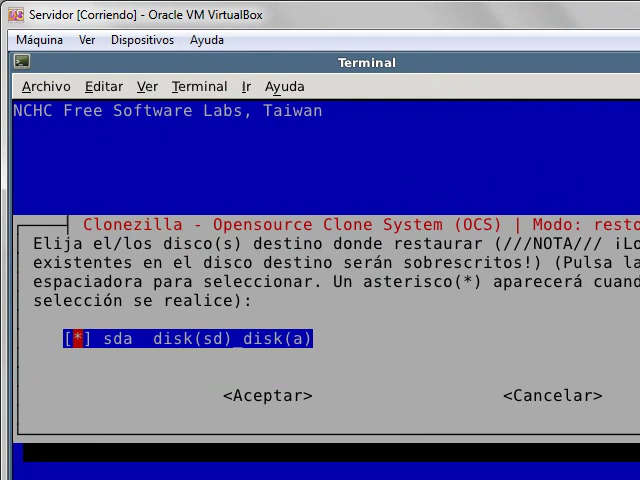 Servidor [Corriendo] - Oracle VM VirtualBox
Máquina Ver Dispositivos Ayuda
Terminal
Archivo Editar Ver Terminal Ir Ayuda
NCHC Free Software Labs, Taiwan
Clonezilla - Opensource Clone System (OCS) | Modo: resto
Elija el/los disco(s) destino donde restaurar (///NOTA/// ¡Lo
existentes en el disco destino serán sobrescritos!) (Pulsa la
espaciadora para seleccionar. Un asterisco(*) aparecerá cuand
selección se realice):
[*] sda disk(sd)_disk(a)
<Aceptar> <Cancelar>